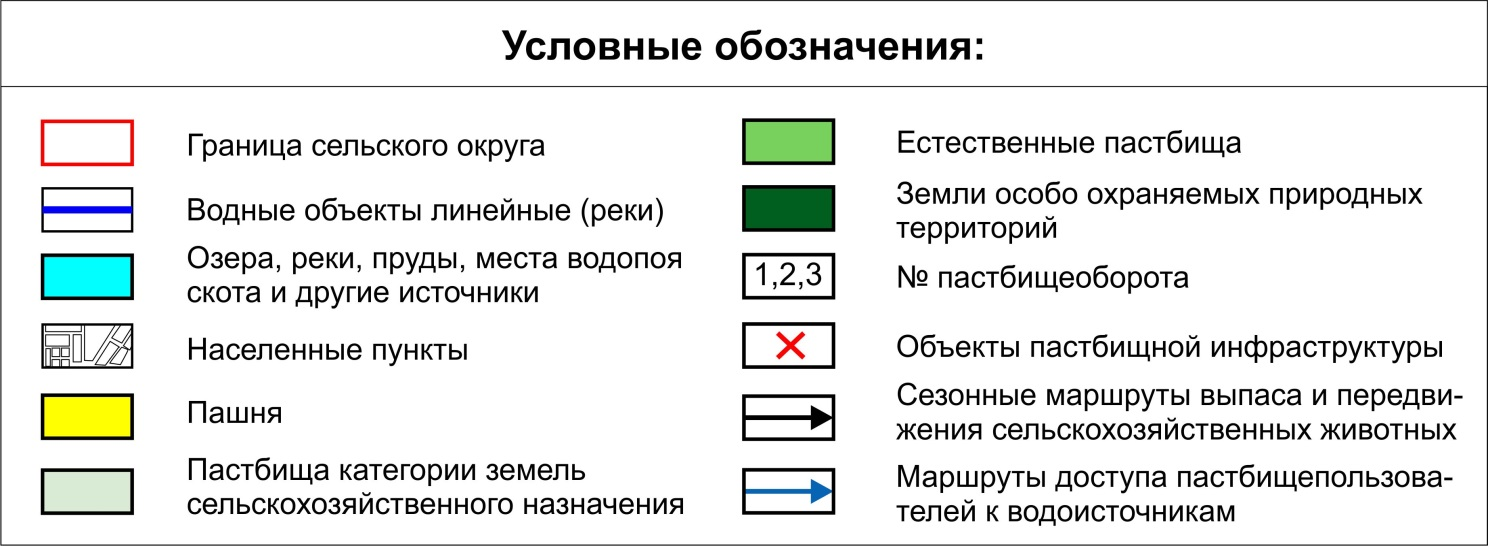 Условные обозначения:
Граница сельского округа
Водные объекты линейные (реки)
Озера, реки, пруды, места водопоя
скота и другие источники
Населенные пункты
Пашня
Пастбища категории земель
сельскохозяйственного назначения
Естественные пастбища
Земли особо охраняемых природных
территорий
1,2,3
№ пастбищеоборота
Объекты пастбищной инфраструктуры
Сезонные маршруты выпаса и передви-
жения сельскохозяйственных животных
Маршруты доступа пастбищепользова-
телей к водоисточникам